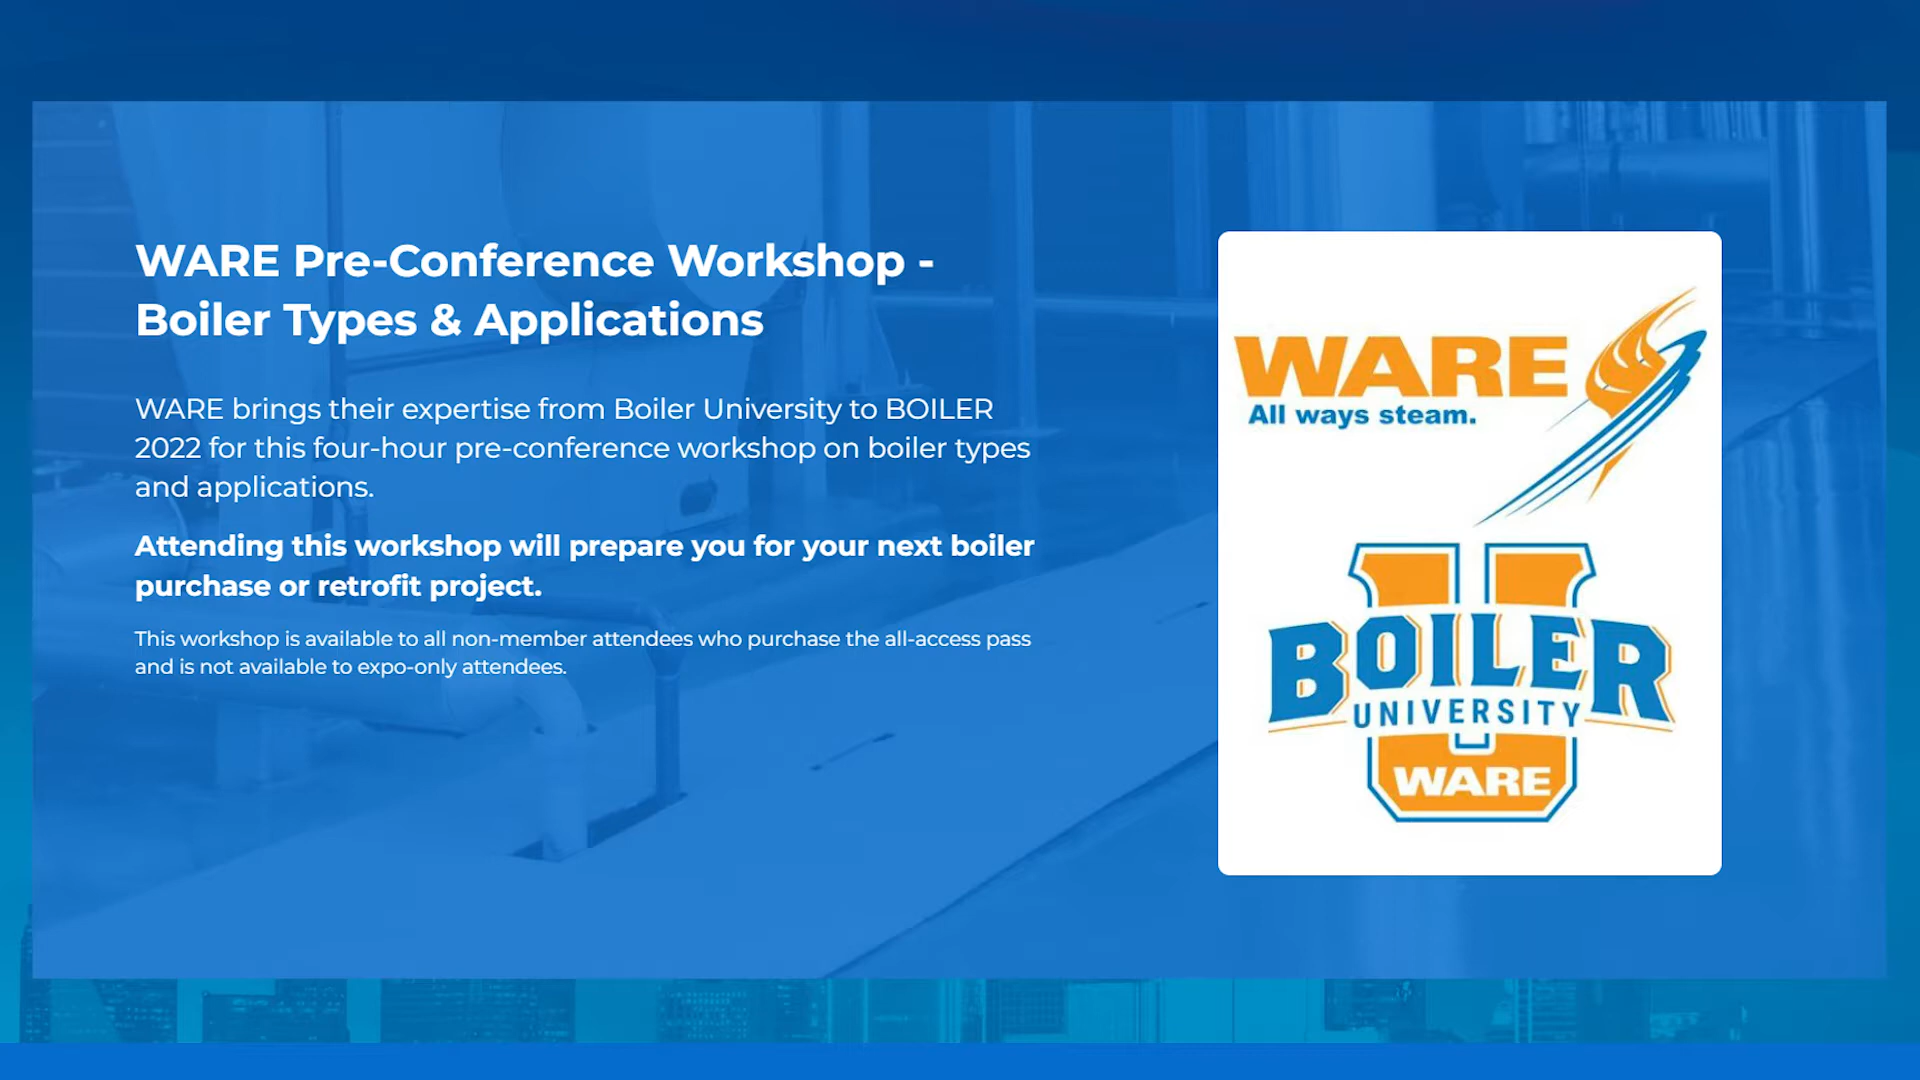 WARE Pre-Conference Workshop -
Boiler Types & Applications
WARE brings their expertise from Boiler University to BOILER
2022 for this four-hour pre-conference workshop on boiler types
and applications.
Attending this workshop will prepare you for your next boiler
purchase or retrofit project.
This workshop is available to all non-member attendees who purchase the all-access pass
and is not available to expo-only attendees.
WARE
All ways steam.
U
BOILER
UNIVERSITY
WARE